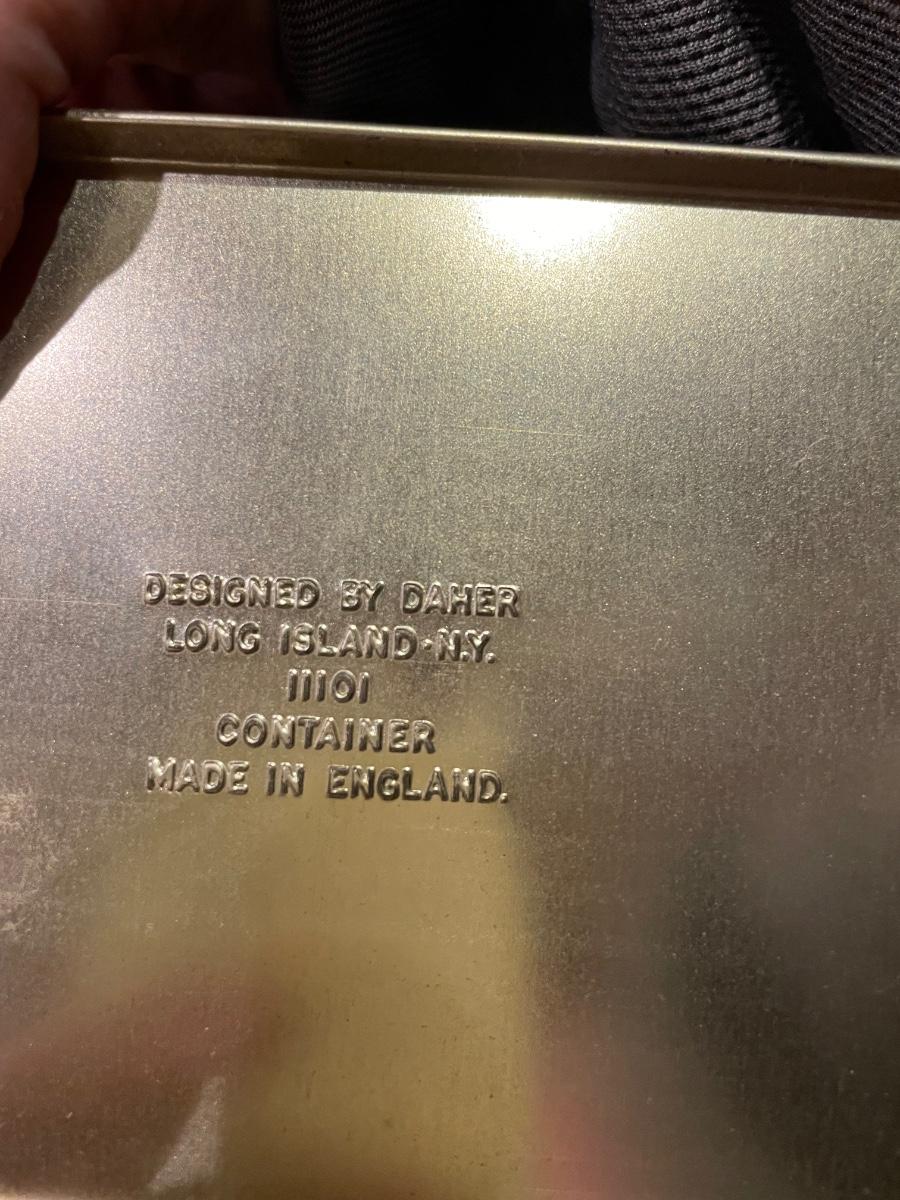 DESIGNED BY DAHER
LONG ISLAND·N.Y.
11101
CONTAINER
MADE IN ENGLAND.